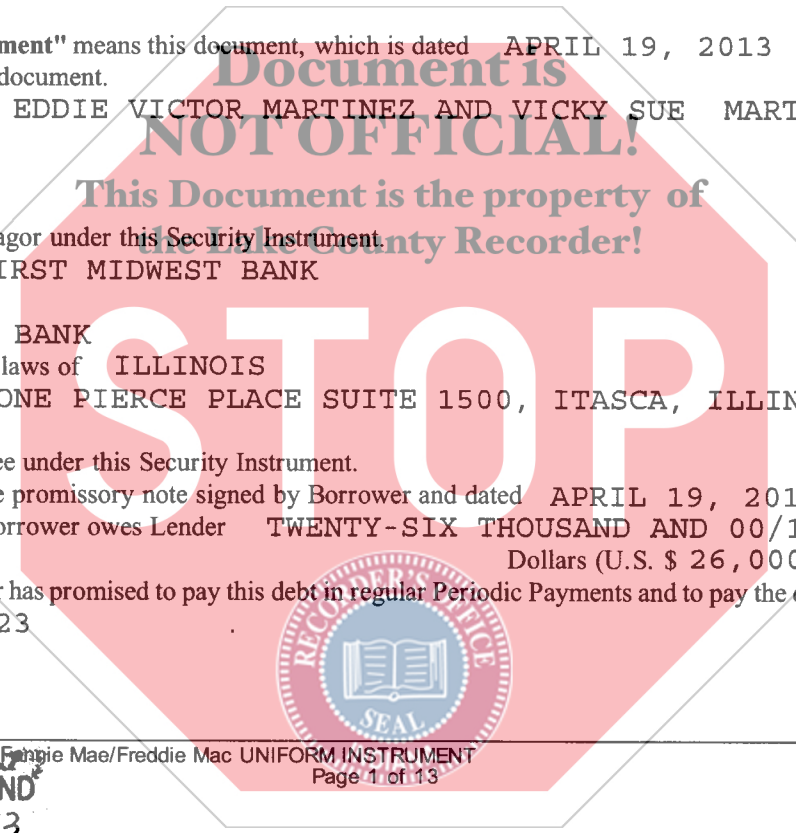 ment" means this document, which is dated APRIL 19, 2013
Document is
document.
EDDIE VICTOR MARTINEZ AND VICKY SUE MART
NOT OFFICIAL!
This Document is the property of
agor under this Security Instrument.
the Lake County Recorder!
IRST MIDWEST BANK
STOP
BANK
laws of ILLINOIS
ONE PIERCE PLACE SUITE 1500, ITASCA, ILLIN
ee under this Security Instrument.
e promissory note signed by Borrower and dated APRIL 19, 201
orrower owes Lender TWENTY-SIX THOUSAND AND 00/1
Dollars (U.S. $ 26,000
r has promised to pay this debt in regular Periodic Payments and to pay the
23
RECORDER'S OFFICE
SEAL
INDIANA
Fannie Mae/Freddie Mac UNIFORM INSTRUMENT
Page 1 of 13
ND
3